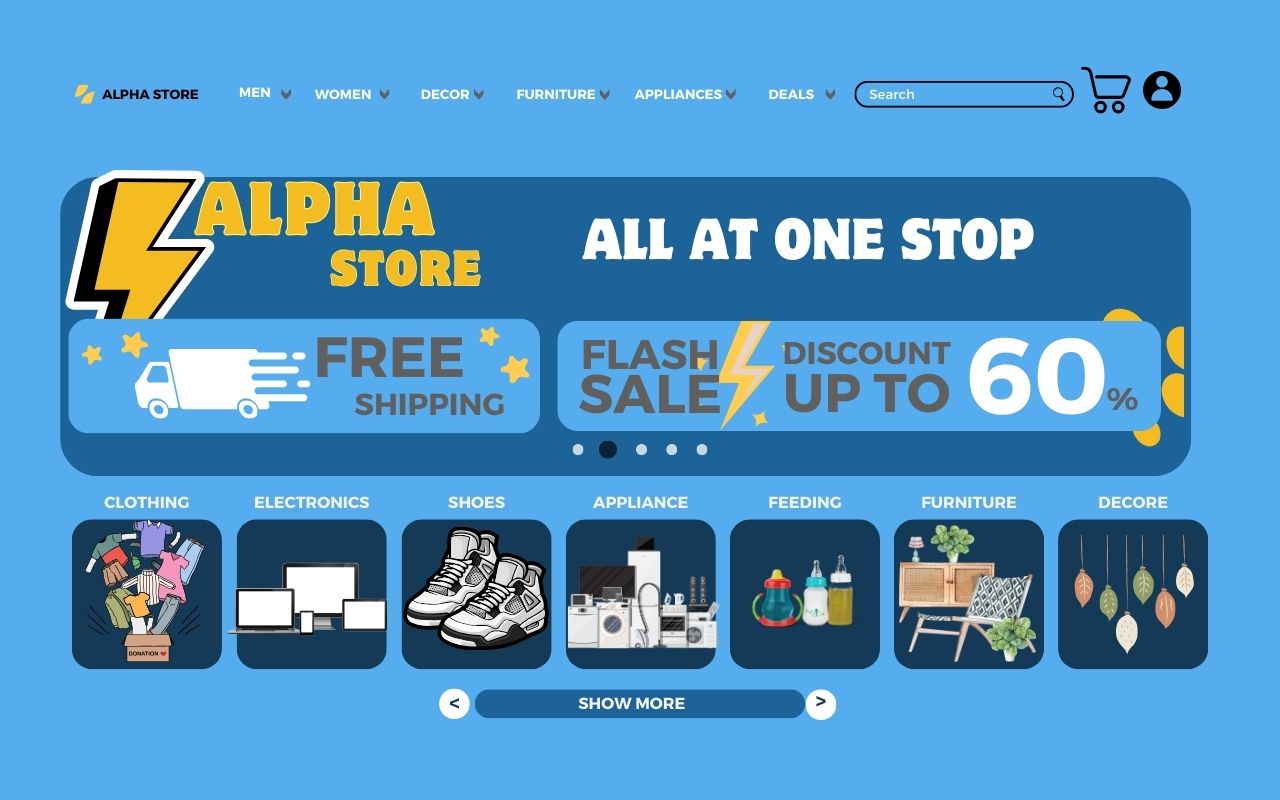 ALPHA STORE
MEN
WOMEN
DECOR
FURNITURE
APPLIANCES
DEALS
Search
ALPHA
STORE
ALL AT ONE STOP
FREE
SHIPPING
FLASH
SALE
DISCOUNT
UP TO
60%
CLOTHING
ELECTRONICS
SHOES
APPLIANCE
FEEDING
FURNITURE
DECORE
DONATION
<
SHOW MORE
>